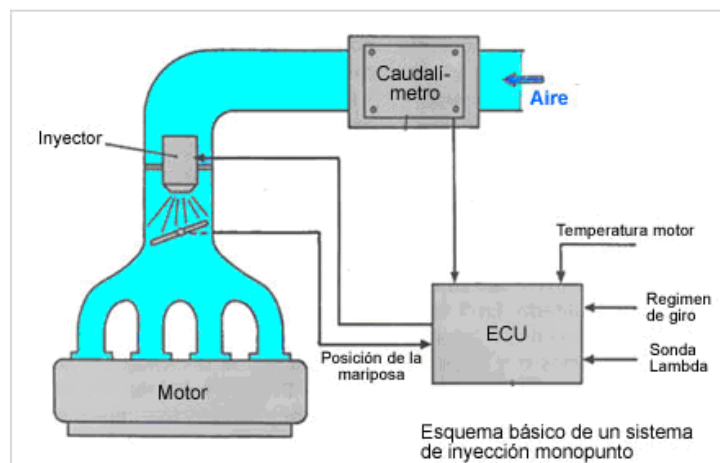 Caudalí-
metro
Aire
Inyector
Temperatura motor
Regimen
de giro
ECU
Posición de la
mariposa
Sonda
Lambda
Motor
Esquema básico de un sistema
de inyección monopunto